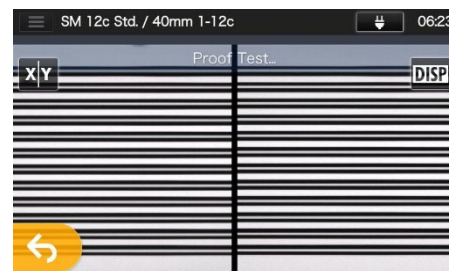 SM 12c Std. / 40mm 1-12c
06:23
Proof Test...
X|Y
DISP